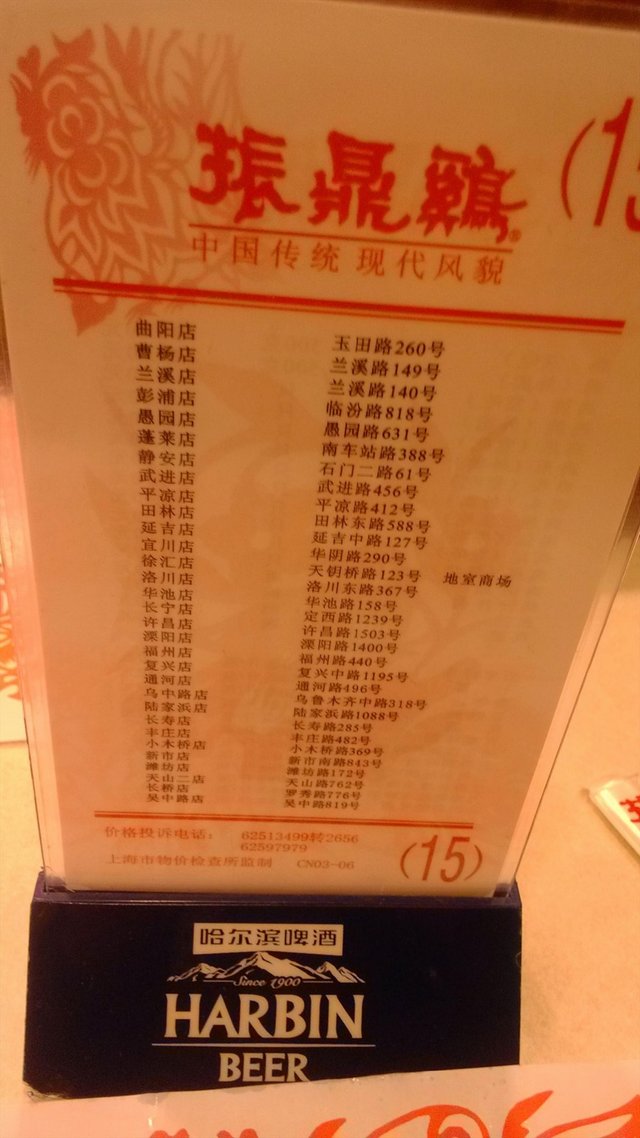 振鼎鷄®
(15
中国传统 现代风貌
曲阳店 玉田路260号
曹杨店 兰溪路149号
兰溪店 兰溪路140号
彭浦店 临汾路818号
愚园店 愚园路631号
蓬莱店 南车站路388号
静安店 石门二路61号
武进店 武进路456号
平凉店 平凉路412号
田林店 田林东路588号
延吉店 延吉中路127号
宜川店 华阴路290号
徐汇店 天钥桥路123号 地室商场
洛川店 洛川东路367号
华池店 华池路158号
长宁店 定西路1239号
许昌店 许昌路1503号
溧阳店 溧阳路1400号
福州店 福州路440号
复兴店 复兴中路1195号
通河店 通河路496号
乌中路店 乌鲁木齐中路318号
陆家浜店 陆家浜路1088号
长寿店 长寿路285号
丰庄店 丰庄路482号
小木桥店 小木桥路369号
新市店 新市南路843号
潍坊店 潍坊路172号
天山二店 天山路762号
长桥店 罗秀路776号
吴中路店 吴中路819号
价格投诉电话： 62513499转2656
62597979
上海市物价检查所监制 CN03-06
(15)
哈尔滨啤酒
Since 1900
HARBIN
BEER